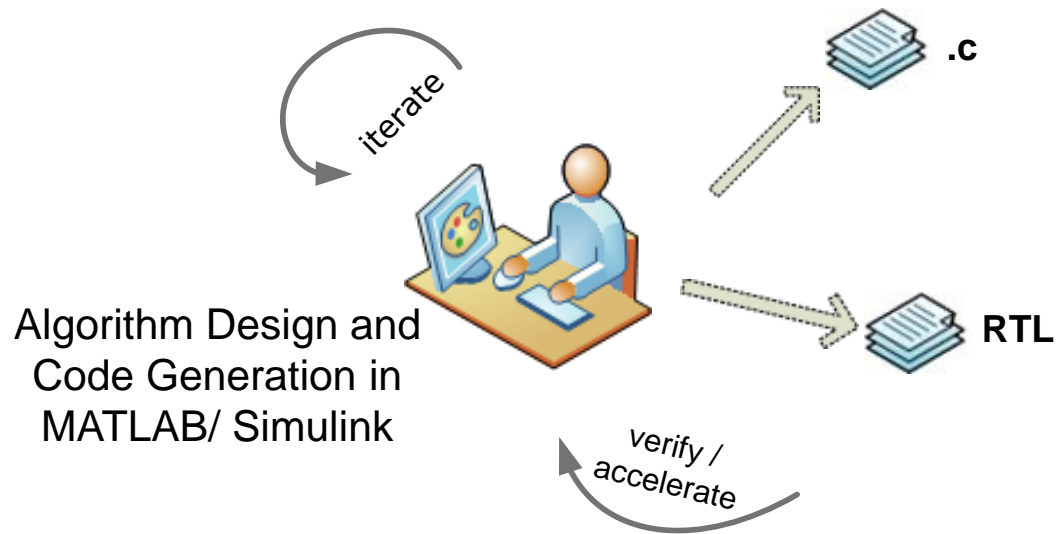 .c
iterate
RTL
Algorithm Design and
Code Generation in
MATLAB/ Simulink
verify /
accelerate